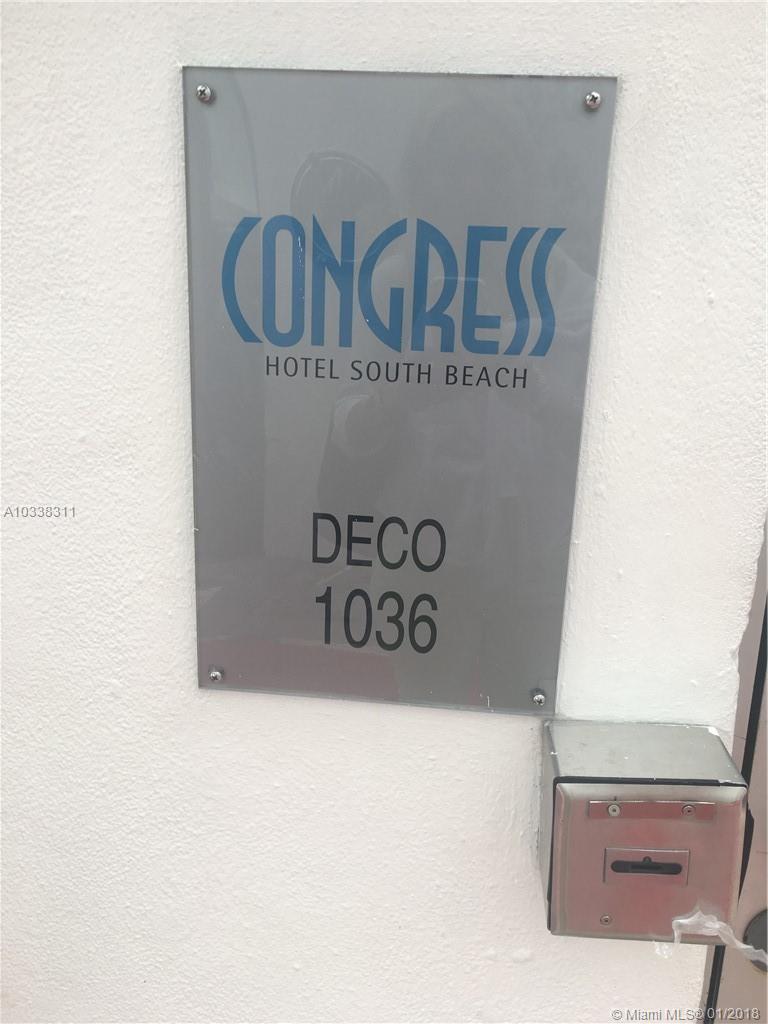 CONGRESS
HOTEL SOUTH BEACH
A10338311
DECO
1036
© Miami MLS® 01/2018